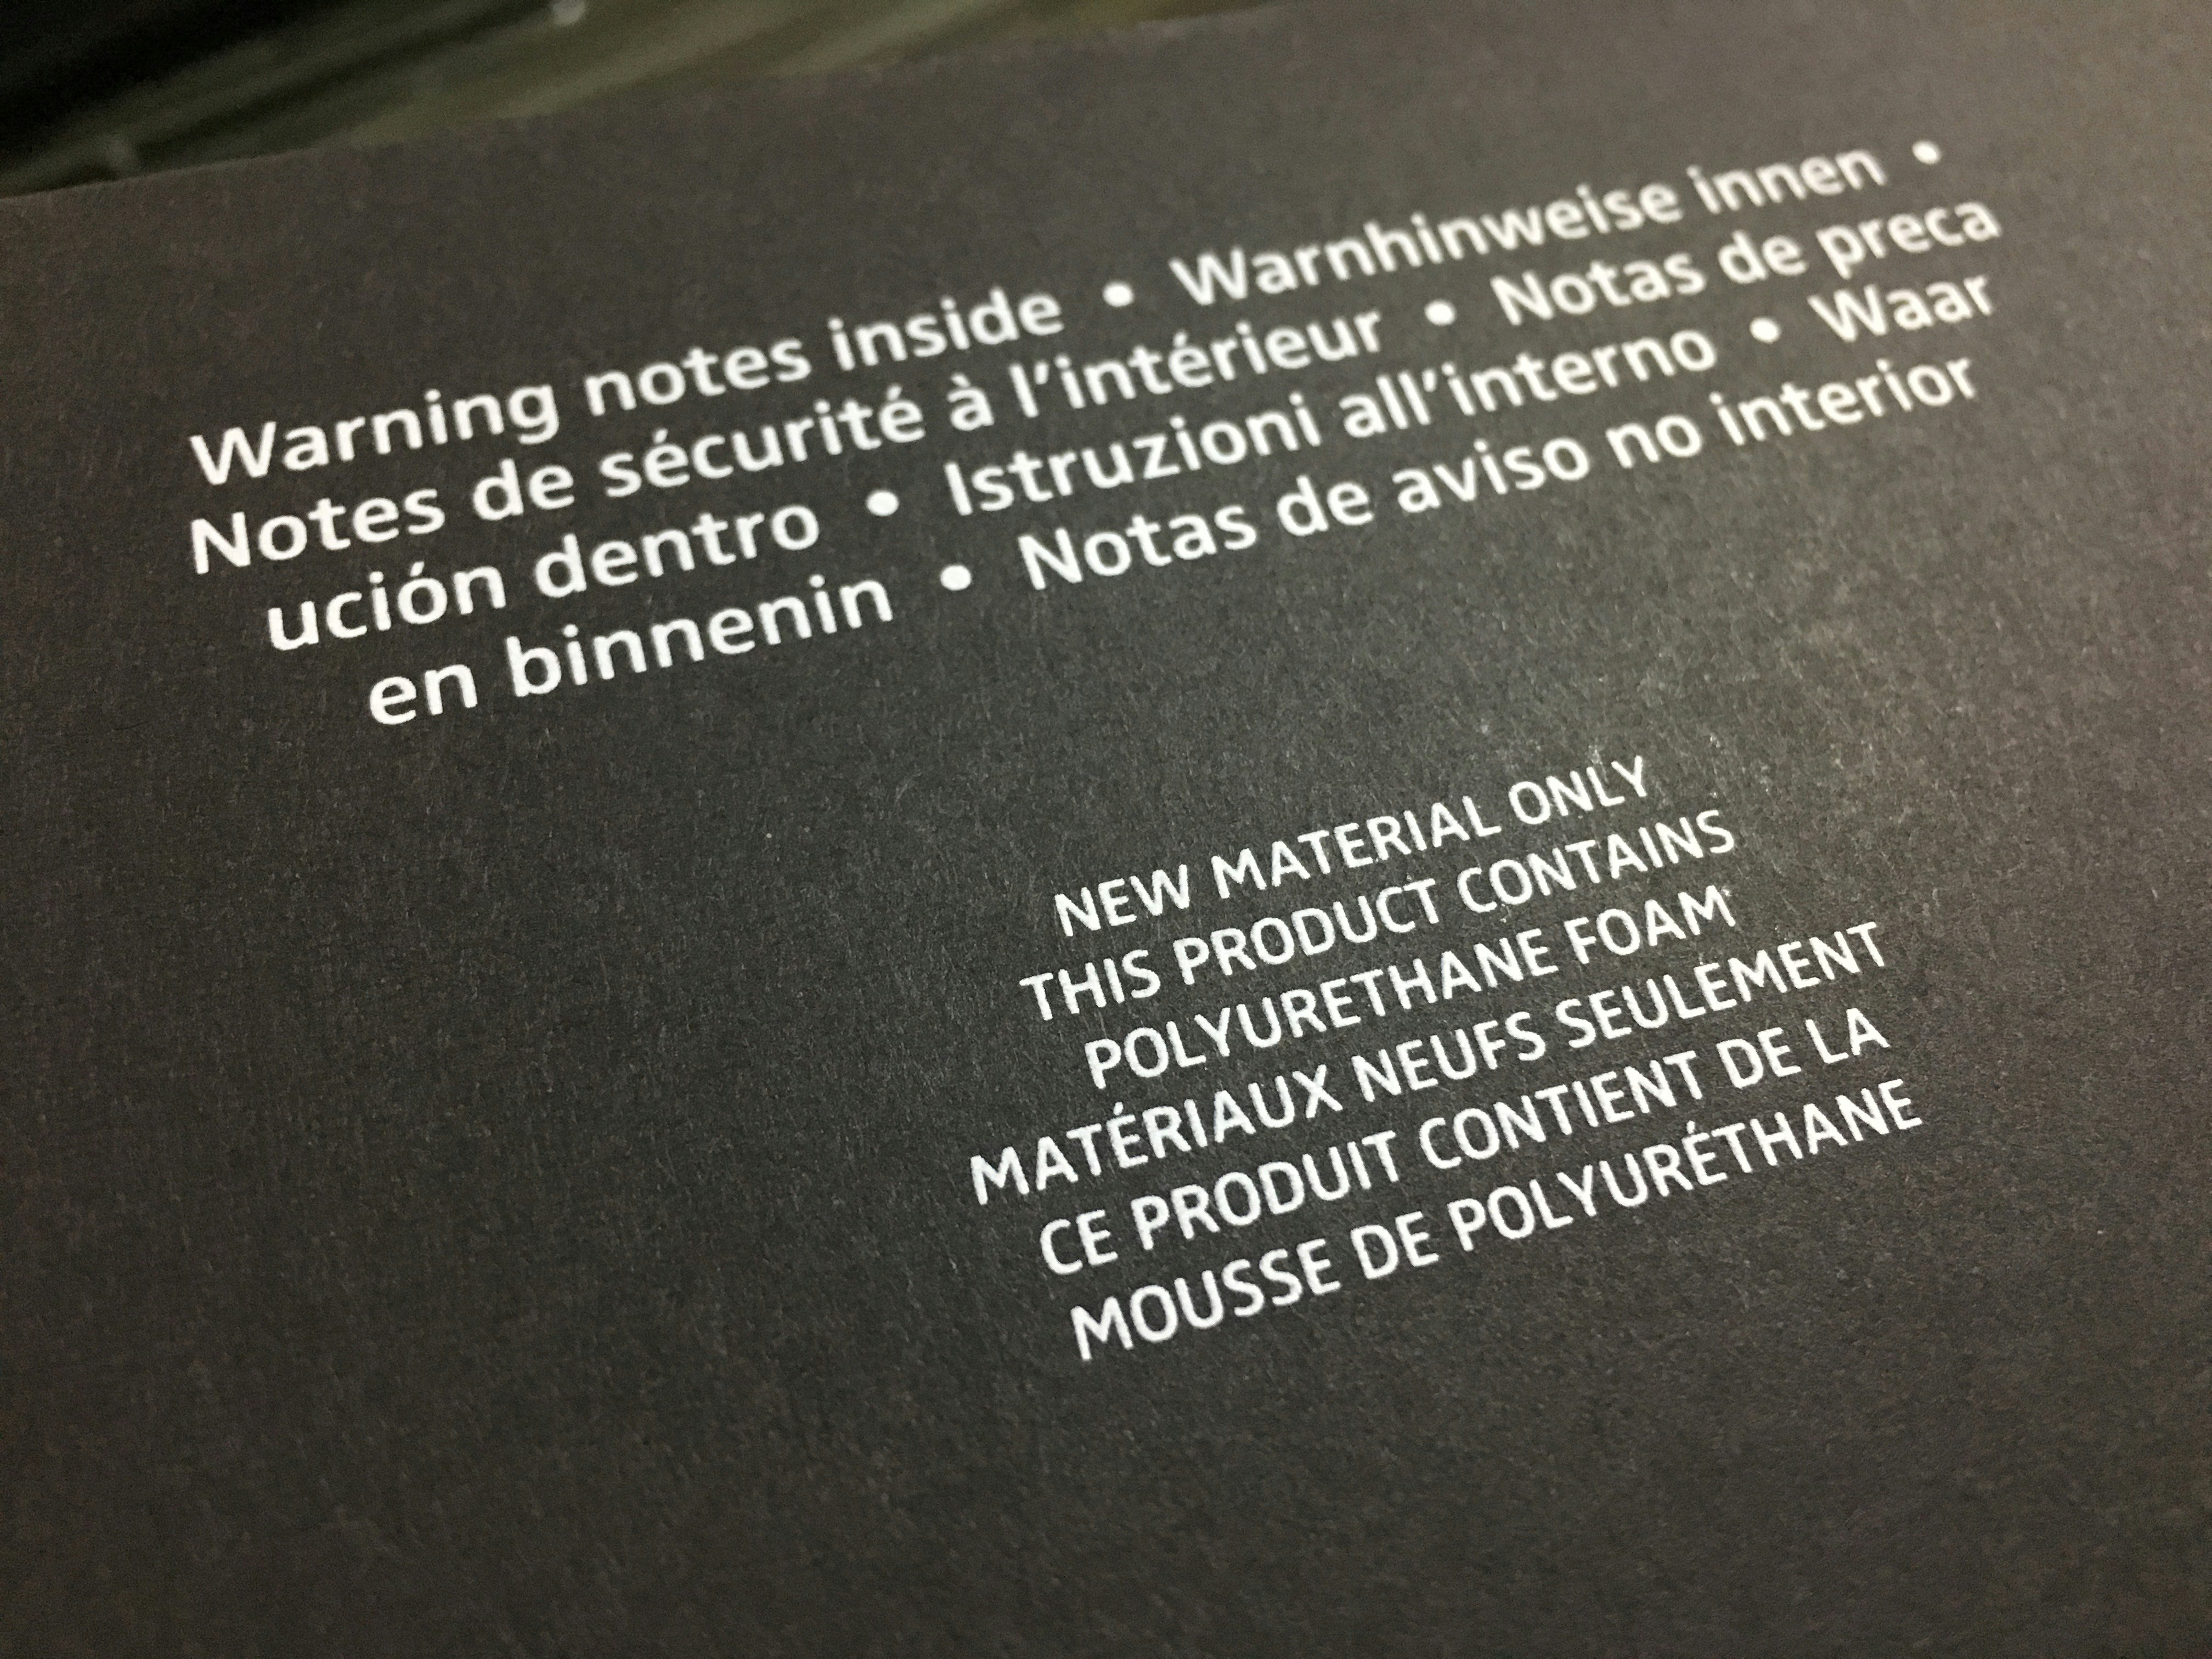 Warning notes inside • Warnhinweise innen •
Notes de sécurité à l’intérieur • Notas de preca
ución dentro • Istruzioni all’interno • Waar
en binnenin • Notas de aviso no interior
NEW MATERIAL ONLY
THIS PRODUCT CONTAINS
POLYURETHANE FOAM
MATÉRIAUX NEUFS SEULEMENT
CE PRODUIT CONTIENT DE LA
MOUSSE DE POLYURÉTHANE